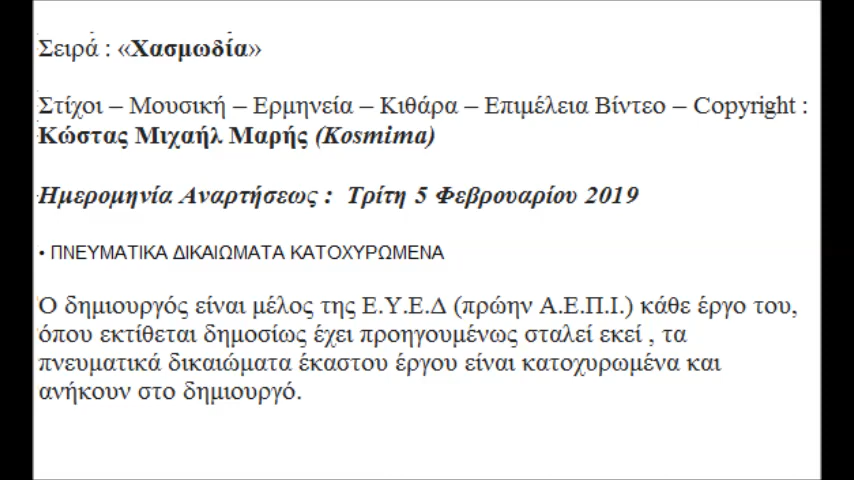 Σειρά : «Χασμωδία»
Στίχοι – Μουσική – Ερμηνεία – Κιθάρα – Επιμέλεια Βίντεο – Copyright :
Κώστας Μιχαήλ Μαρής (Kosmima)
Ημερομηνία Αναρτήσεως : Τρίτη 5 Φεβρουαρίου 2019
• ΠΝΕΥΜΑΤΙΚΑ ΔΙΚΑΙΩΜΑΤΑ ΚΑΤΟΧΥΡΩΜΕΝΑ
Ο δημιουργός είναι μέλος της Ε.Υ.Ε.Δ (πρώην Α.Ε.Π.Ι.) κάθε έργο του,
όπου εκτίθεται δημοσίως έχει προηγουμένως σταλεί εκεί , τα
πνευματικά δικαιώματα έκαστου έργου είναι κατοχυρωμένα και
ανήκουν στο δημιουργό.